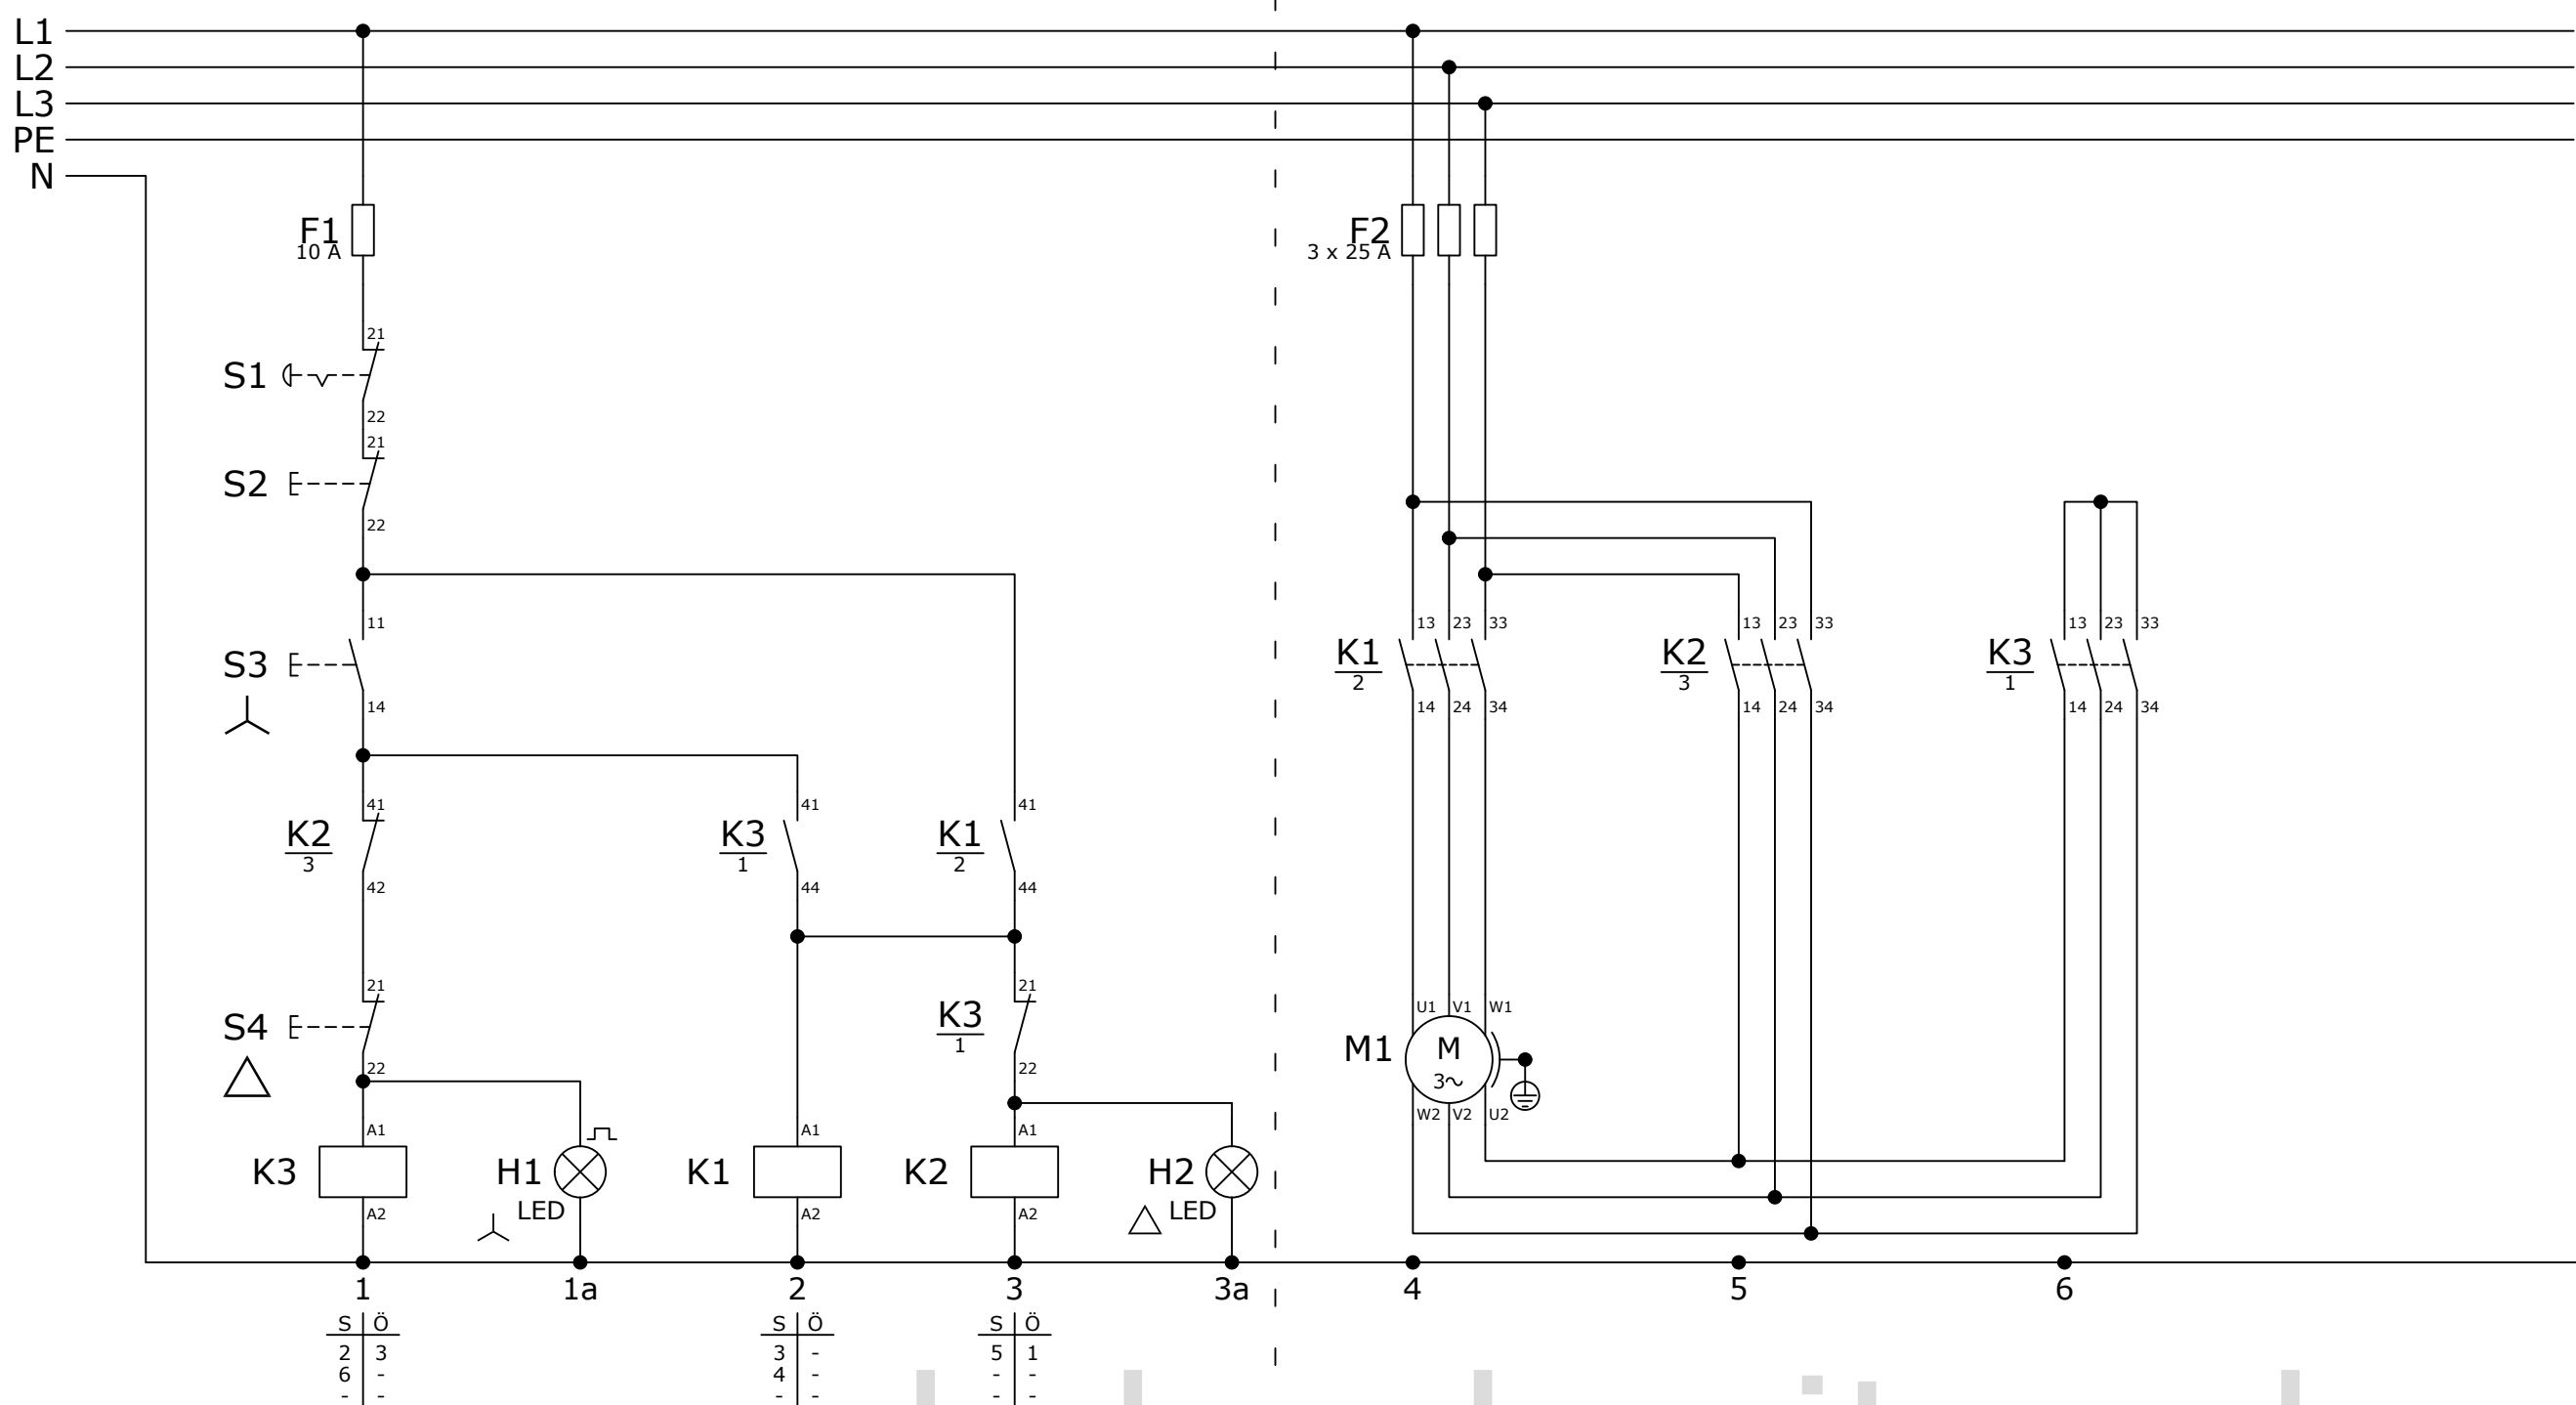 L1
L2
L3
PE
N
F1
10 A
F2
3 x 25 A
21
S1
22
21
S2
22
11
S3
14
13 23 33
K1
2
14 24 34
13 23 33
K2
3
14 24 34
13 23 33
K3
1
14 24 34
41
K2
3
42
41
K3
1
44
41
K1
2
44
21
S4
22
21
K3
1
22
U1 V1 W1
M1
M
3~
W2 V2 U2
A1
K3
A2
H1
LED
A1
K1
A2
A1
K2
A2
H2
LED
1 1a 2 3 3a 4 5 6
S Ö
2 3
6 -
- -
S Ö
3 -
4 -
- -
S Ö
5 1
- -
- -